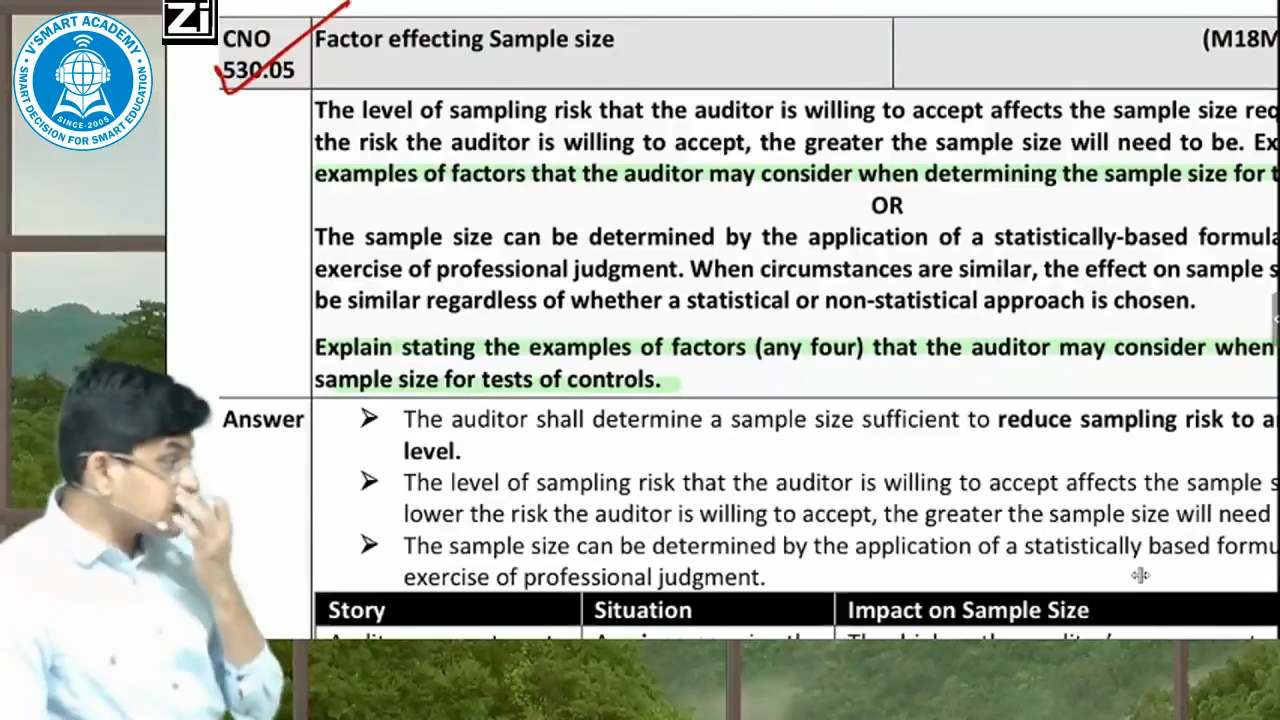 V'SMART ACADEMY
SINCE-2005
SMART DECISION FOR SMART EDUCATION
Zi
CNO
530.05
Factor effecting Sample size
(M18M
The level of sampling risk that the auditor is willing to accept affects the sample size
the risk the auditor is willing to accept, the greater the sample size will need to be.
examples of factors that the auditor may consider when determining the sample size for
OR
The sample size can be determined by the application of a statistically-based formula
exercise of professional judgment. When circumstances are similar, the effect on sample
be similar regardless of whether a statistical or non-statistical approach is chosen.
Explain stating the examples of factors (any four) that the auditor may consider when
sample size for tests of controls.
Answer
➤ The auditor shall determine a sample size sufficient to reduce sampling risk to
level.
➤ The level of sampling risk that the auditor is willing to accept affects the sample
lower the risk the auditor is willing to accept, the greater the sample size will need
➤ The sample size can be determined by the application of a statistically based
exercise of professional judgment.
Story
Situation
Impact on Sample Size